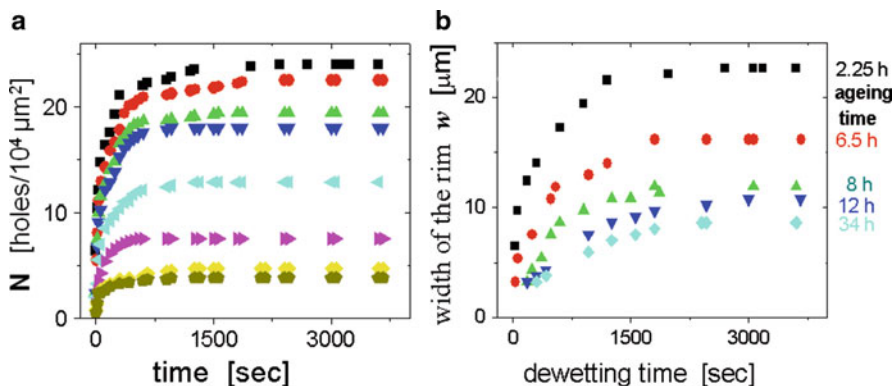 a
N [holes/10⁴ μm²]
20
10
0
0 1500 3000
time [sec]
b
width of the rim w [μm]
20
10
0
0 1500 3000
dewetting time [sec]
2.25 h
ageing
time
6.5 h
8 h
12 h
34 h